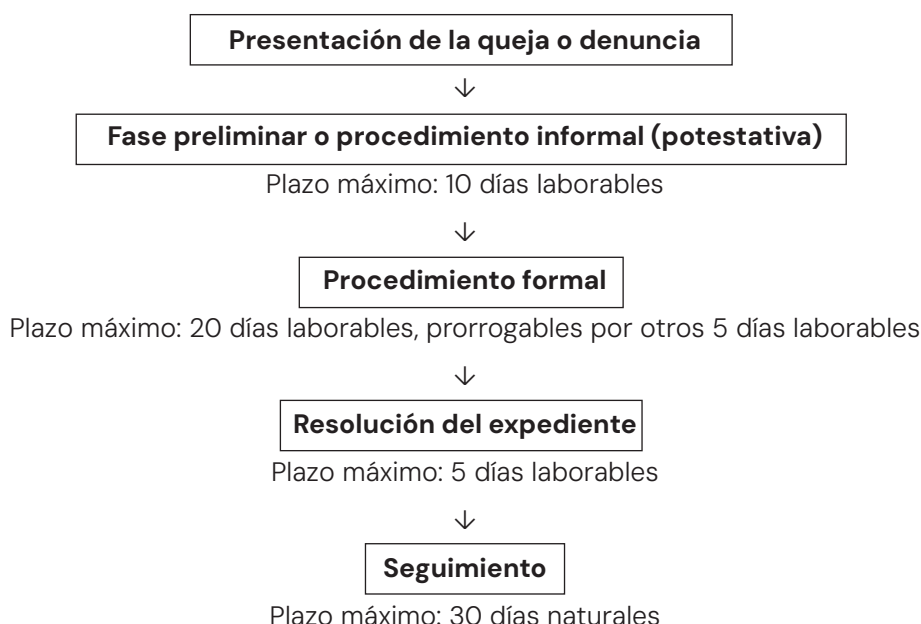 Presentación de la queja o denuncia
↓
Fase preliminar o procedimiento informal (potestativa)
Plazo máximo: 10 días laborables
↓
Procedimiento formal
Plazo máximo: 20 días laborables, prorrogables por otros 5 días laborables
↓
Resolución del expediente
Plazo máximo: 5 días laborables
↓
Seguimiento
Plazo máximo: 30 días naturales